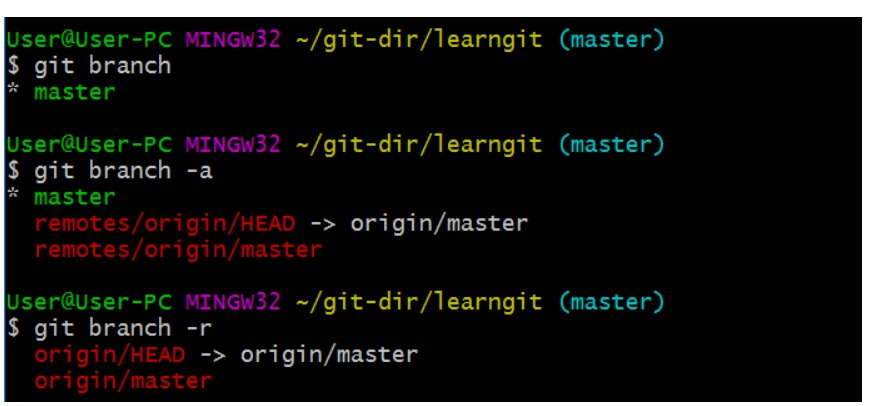 User@User-PC MINGW32 ~/git-dir/learngit (master)
$ git branch
* master
User@User-PC MINGW32 ~/git-dir/learngit (master)
$ git branch -a
* master
remotes/origin/HEAD -> origin/master
remotes/origin/master
User@User-PC MINGW32 ~/git-dir/learngit (master)
$ git branch -r
origin/HEAD -> origin/master
origin/master